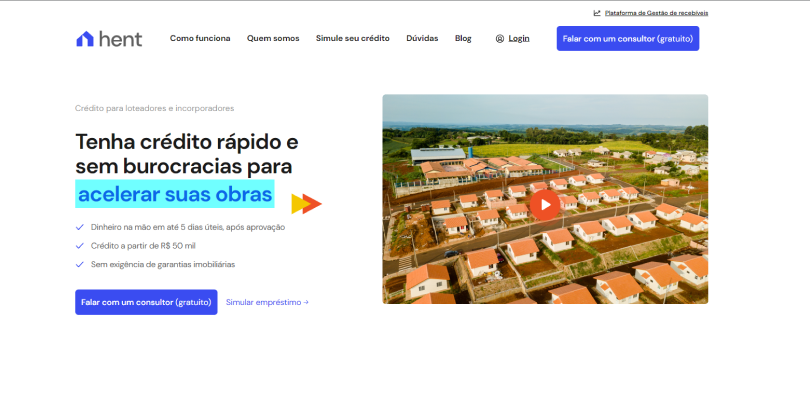 Plataforma de Gestão de recebíveis
hent
Como funciona
Quem somos
Simule seu crédito
Dúvidas
Blog
Login
Falar com um consultor (gratuito)
Crédito para loteadores e incorporadores
Tenha crédito rápido e
sem burocracias para
acelerar suas obras
Dinheiro na mão em até 5 dias úteis, após aprovação
Crédito a partir de R$ 50 mil
Sem exigência de garantias imobiliárias
Falar com um consultor (gratuito)
Simular empréstimo →